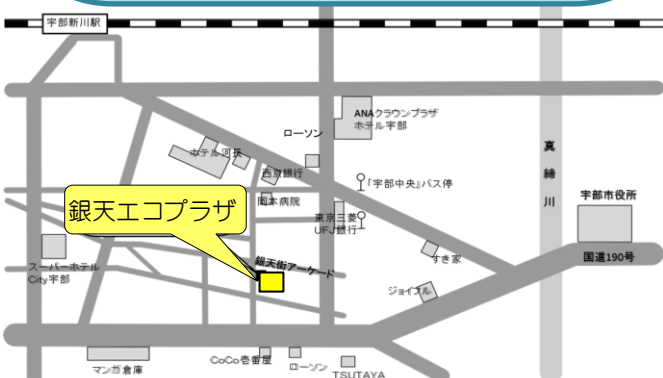 宇部新川駅
ANAクラウンプラザ
ホテル宇部
ローソン
ホテル河長
西京銀行
「宇部中央」バス停
岡本病院
東京三菱
UFJ銀行
真締川
宇部市役所
国道190号
銀天エコプラザ
銀天街アーケード
すき家
スーパーホテル
City宇部
ジョイフル
マンガ倉庫
CoCo壱番屋
ローソン
TSUTAYA